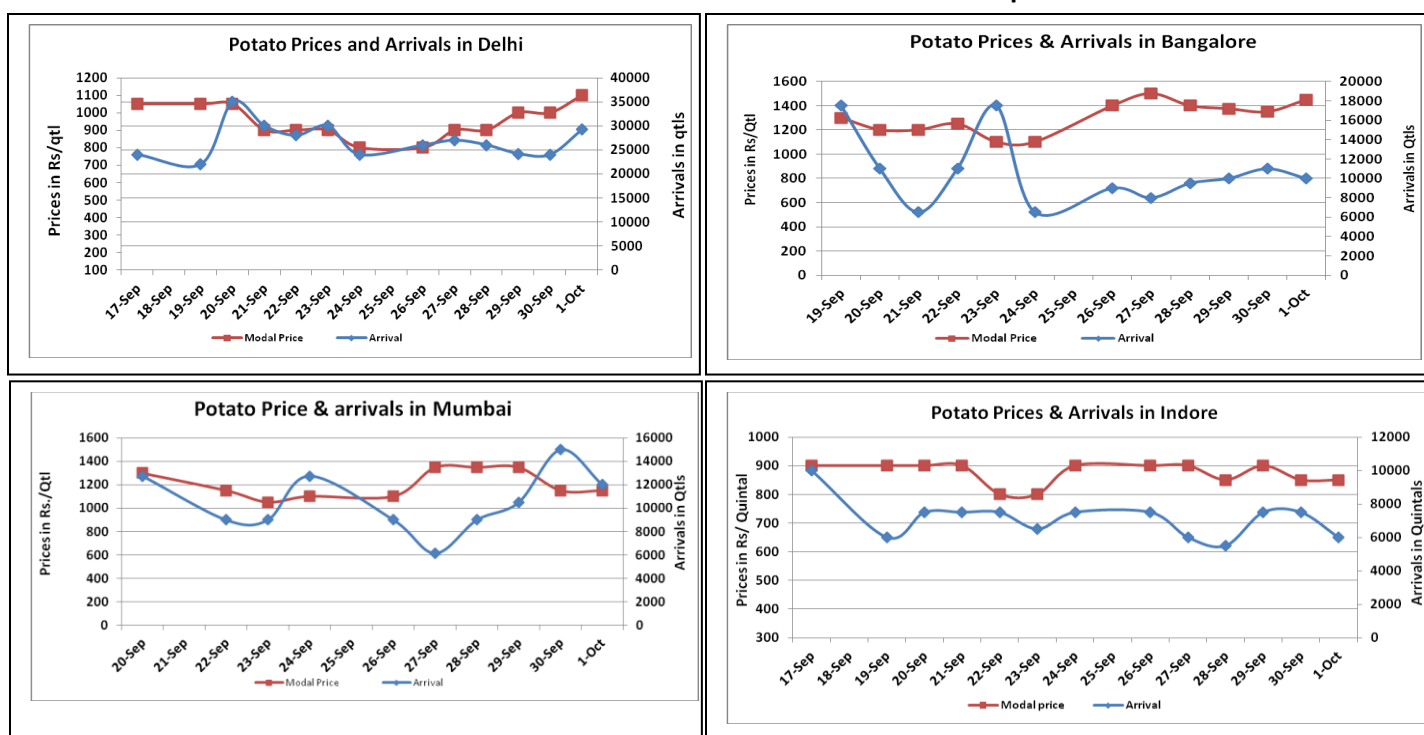 Potato Prices and Arrivals in Delhi
Prices in Rs/qtl
1200
1100
1000
900
800
700
600
500
400
300
200
100
40000
35000
30000
25000
20000
15000
10000
5000
0
Arrivals in qtls
17-Sep
18-Sep
19-Sep
20-Sep
21-Sep
22-Sep
23-Sep
24-Sep
25-Sep
26-Sep
27-Sep
28-Sep
29-Sep
30-Sep
1-Oct
Modal Price Arrival
Potato Prices & Arrivals in Bangalore
Prices in Rs/Qtl
1600
1400
1200
1000
800
600
400
200
0
20000
18000
16000
14000
12000
10000
8000
6000
4000
2000
0
Arrivals in Qtls
19-Sep
20-Sep
21-Sep
22-Sep
23-Sep
24-Sep
25-Sep
26-Sep
27-Sep
28-Sep
29-Sep
30-Sep
1-Oct
Modal Price Arrival
Potato Price & arrivals in Mumbai
Prices in Rs./Qtl
1600
1400
1200
1000
800
600
400
200
0
16000
14000
12000
10000
8000
6000
4000
2000
0
Arrivals in Qtls
20-Sep
21-Sep
22-Sep
23-Sep
24-Sep
25-Sep
26-Sep
27-Sep
28-Sep
29-Sep
30-Sep
1-Oct
Modal Price Arrival
Potato Prices & Arrivals in Indore
Prices in Rs/ Quintal
1000
900
800
700
600
500
400
300
12000
10000
8000
6000
4000
2000
0
Arrivals in Quintals
17-Sep
18-Sep
19-Sep
20-Sep
21-Sep
22-Sep
23-Sep
24-Sep
25-Sep
26-Sep
27-Sep
28-Sep
29-Sep
30-Sep
1-Oct
Modal price Arrival